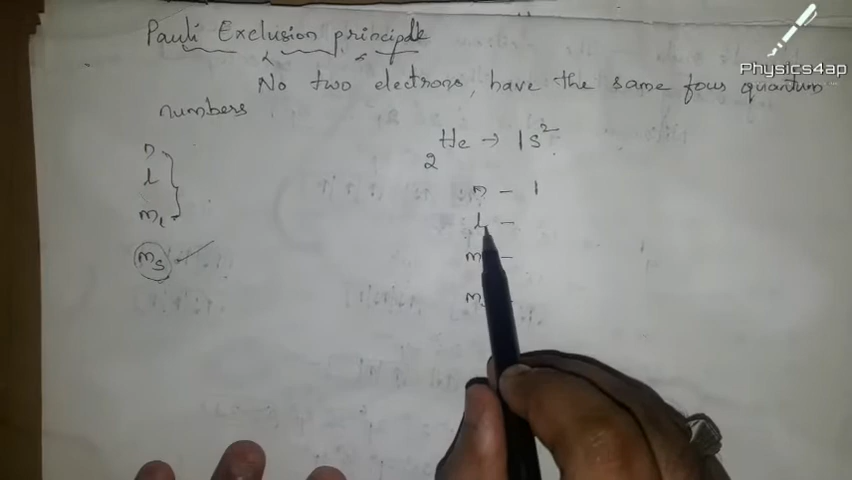 Pauli Exclusion principle
Physics4ap
No two electrons, have the same four quantum
numbers
n
l
mₗ
mₛ
₂He → 1s²
n - 1
l -
m -
m